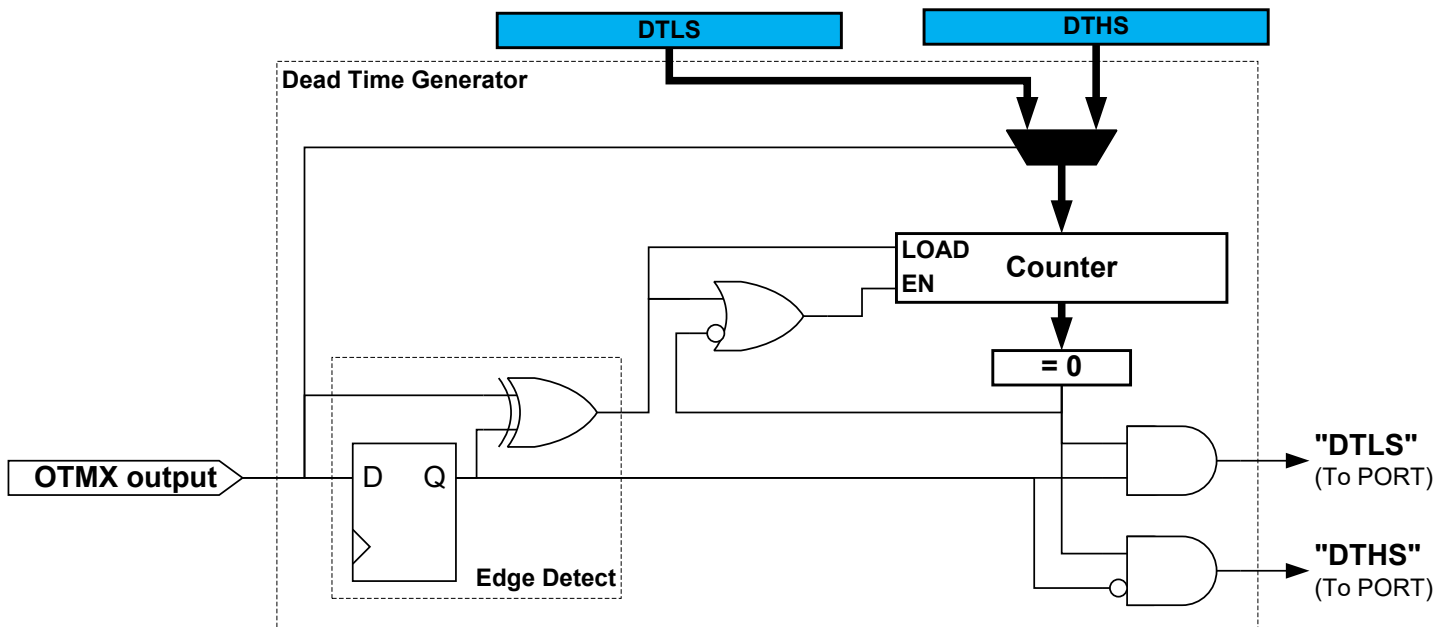 DTLS
DTHS
Dead Time Generator
LOAD
Counter
EN
= 0
OTMX output
D
Q
Edge Detect
"DTLS"
(To PORT)
"DTHS"
(To PORT)